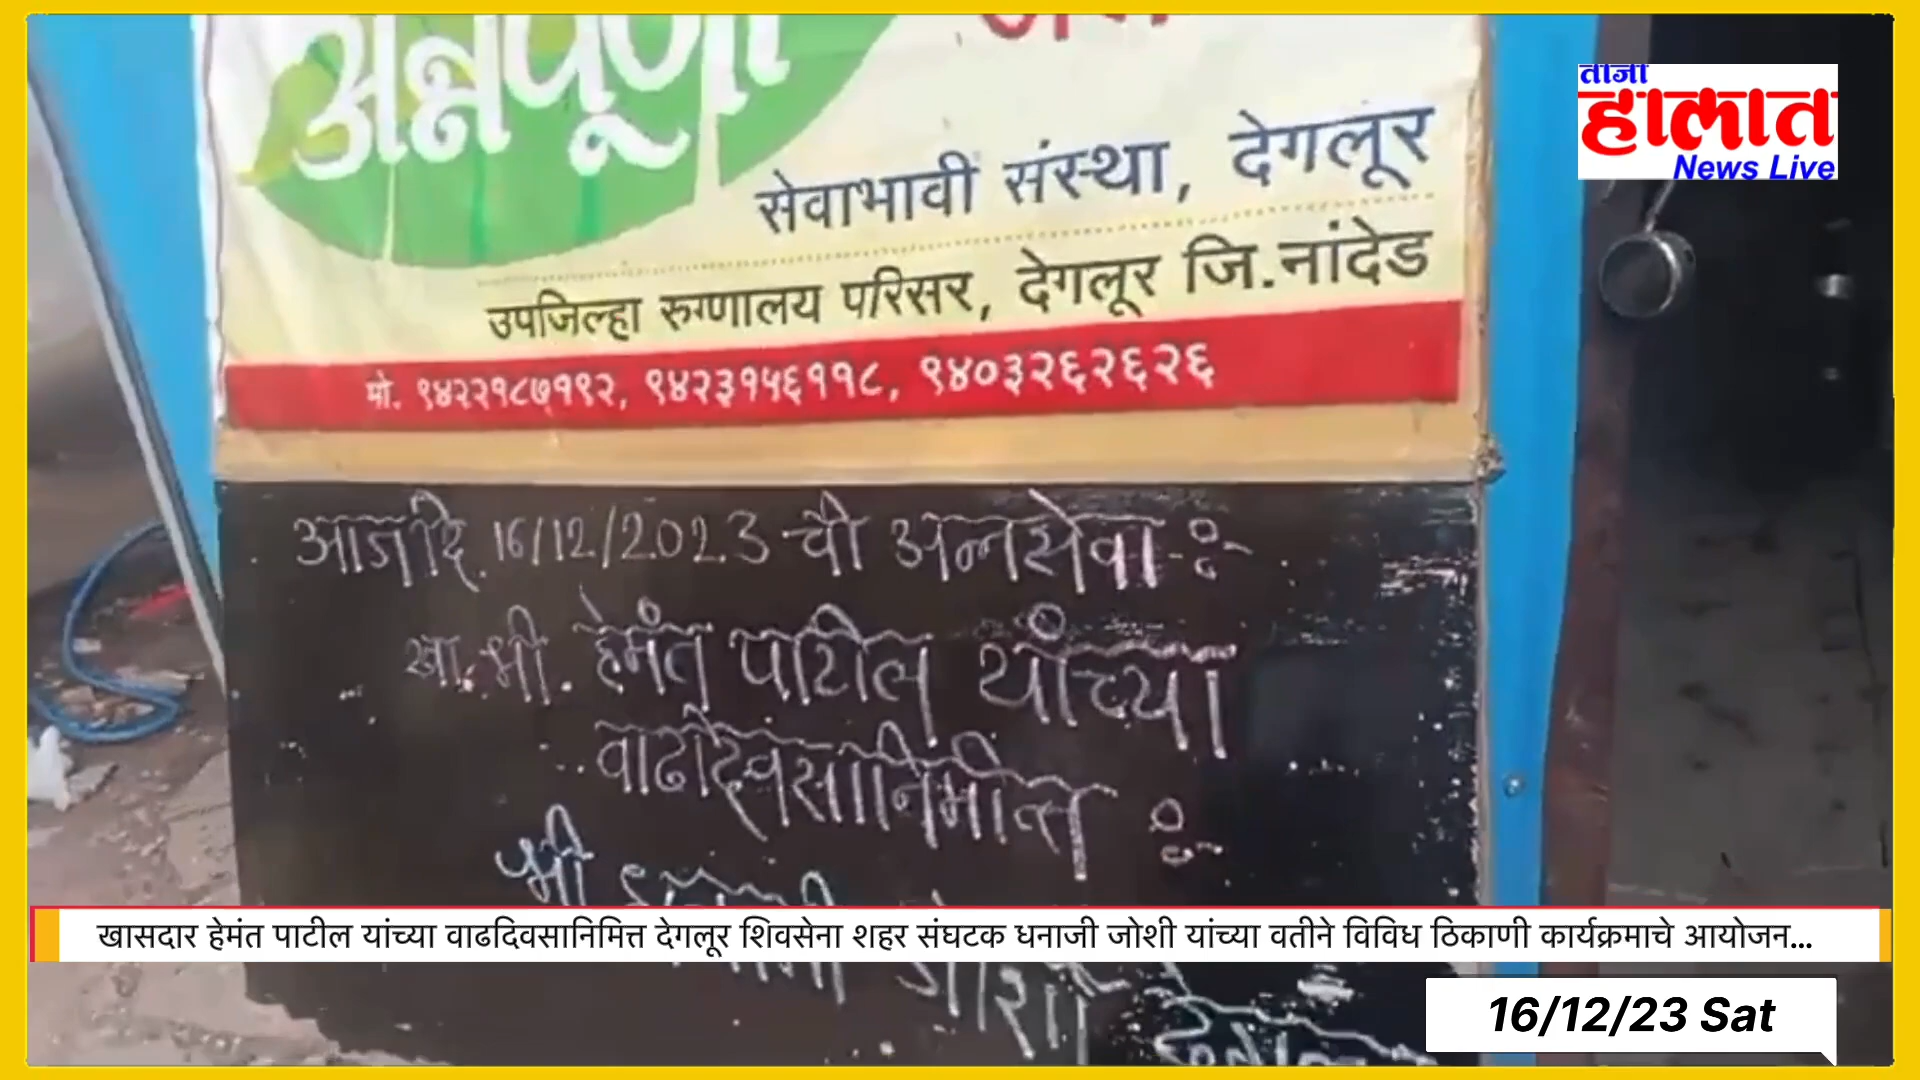 अन्नपूर्णा
ताजा
हालात
News Live
सेवाभावी संस्था, देगलूर
उपजिल्हा रुग्णालय परिसर, देगलूर जि.नांदेड
मो. ९४२२१८७१९२, ९४२३१५६११८, ९४०३२६२६२६
आज दि. 16/12/2023 ची अन्नसेवा :-
खा. श्री. हेमंत पाटील यांच्या
वाढदिवसानिमीत्त :-
श्री
खासदार हेमंत पाटील यांच्या वाढदिवसानिमित्त देगलूर शिवसेना शहर संघटक धनाजी जोशी यांच्या वतीने विविध ठिकाणी कार्यक्रमाचे आयोजन...
जोशी
16/12/23 Sat